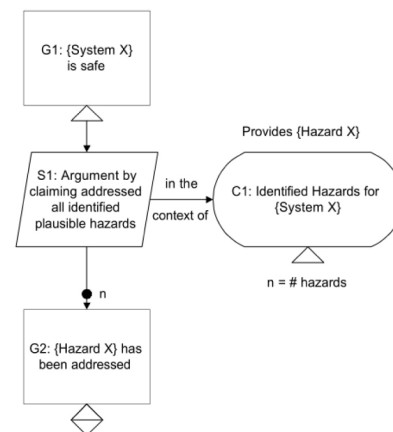 G1: {System X}
is safe
Provides {Hazard X}
S1: Argument by
claiming addressed
all identified
plausible hazards
in the
context of
C1: Identified Hazards for
{System X}
n = # hazards
n
G2: {Hazard X} has
been addressed